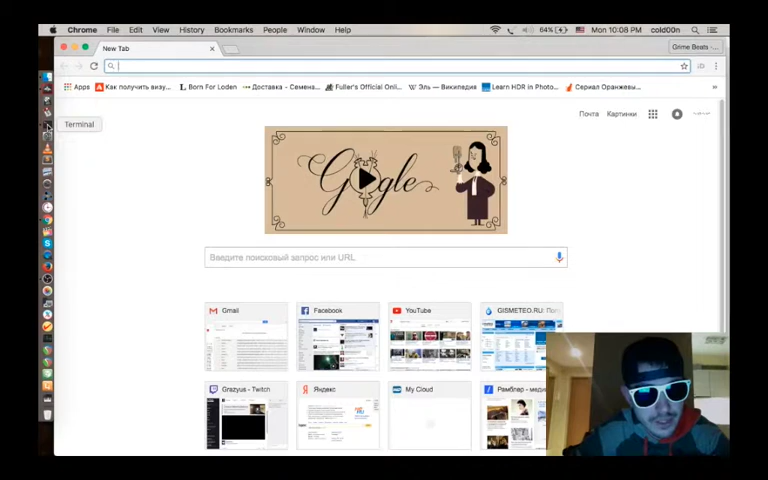 Chrome File Edit View History Bookmarks People Window Help 64% Mon 10:08 PM cold00n
New Tab
Grime Beats -...
Apps Как получить визу... Born For Loden Доставка - Семена... Fuller's Official Onl... Эль — Википедия Learn HDR in Photo... Сериал Оранжевы... »
Terminal
Почта Картинки
Google
Введите поисковый запрос или URL
Gmail Facebook YouTube GISMETEO.RU: Пог
Grazyus - Twitch Яндекс My Cloud Рамблер - медий